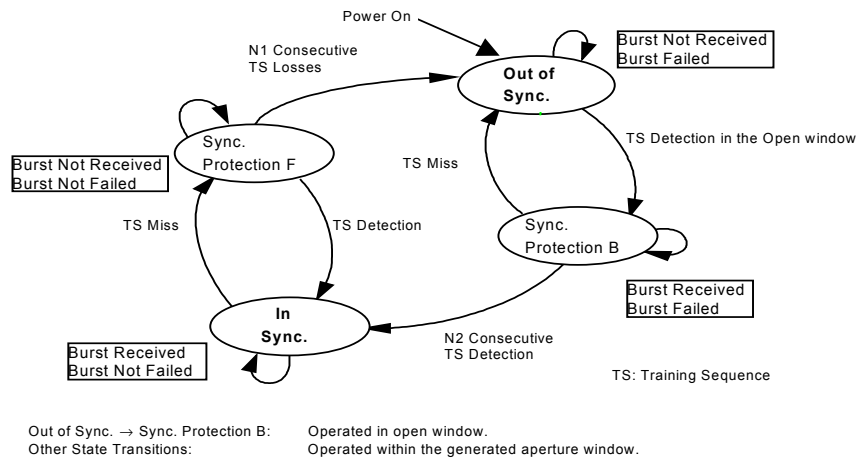 Power On
Burst Not Received
Burst Failed
N1 Consecutive
TS Losses
Out of
Sync.
TS Detection in the Open window
Sync.
Protection F
TS Miss
Burst Not Received
Burst Not Failed
TS Miss
TS Detection
Sync.
Protection B
Burst Received
Burst Failed
In
Sync.
N2 Consecutive
TS Detection
Burst Received
Burst Not Failed
TS: Training Sequence
Out of Sync. → Sync. Protection B: Operated in open window.
Other State Transitions: Operated within the generated aperture window.